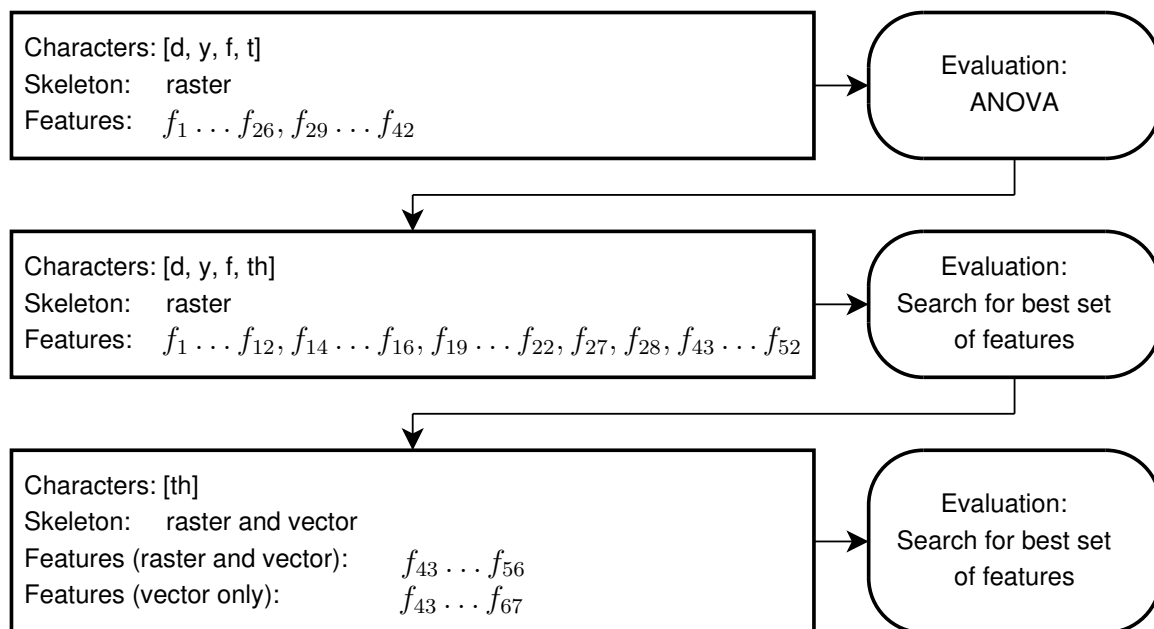 Characters: [d, y, f, t]
Skeleton: raster
Features: f₁ … f₂₆, f₂₉ … f₄₂
Evaluation:
ANOVA
Characters: [d, y, f, th]
Skeleton: raster
Features: f₁ … f₁₂, f₁₄ … f₁₆, f₁₉ … f₂₂, f₂₇, f₂₈, f₄₃ … f₅₂
Evaluation:
Search for best set
of features
Characters: [th]
Skeleton: raster and vector
Features (raster and vector): f₄₃ … f₅₆
Features (vector only): f₄₃ … f₆₇
Evaluation:
Search for best set
of features